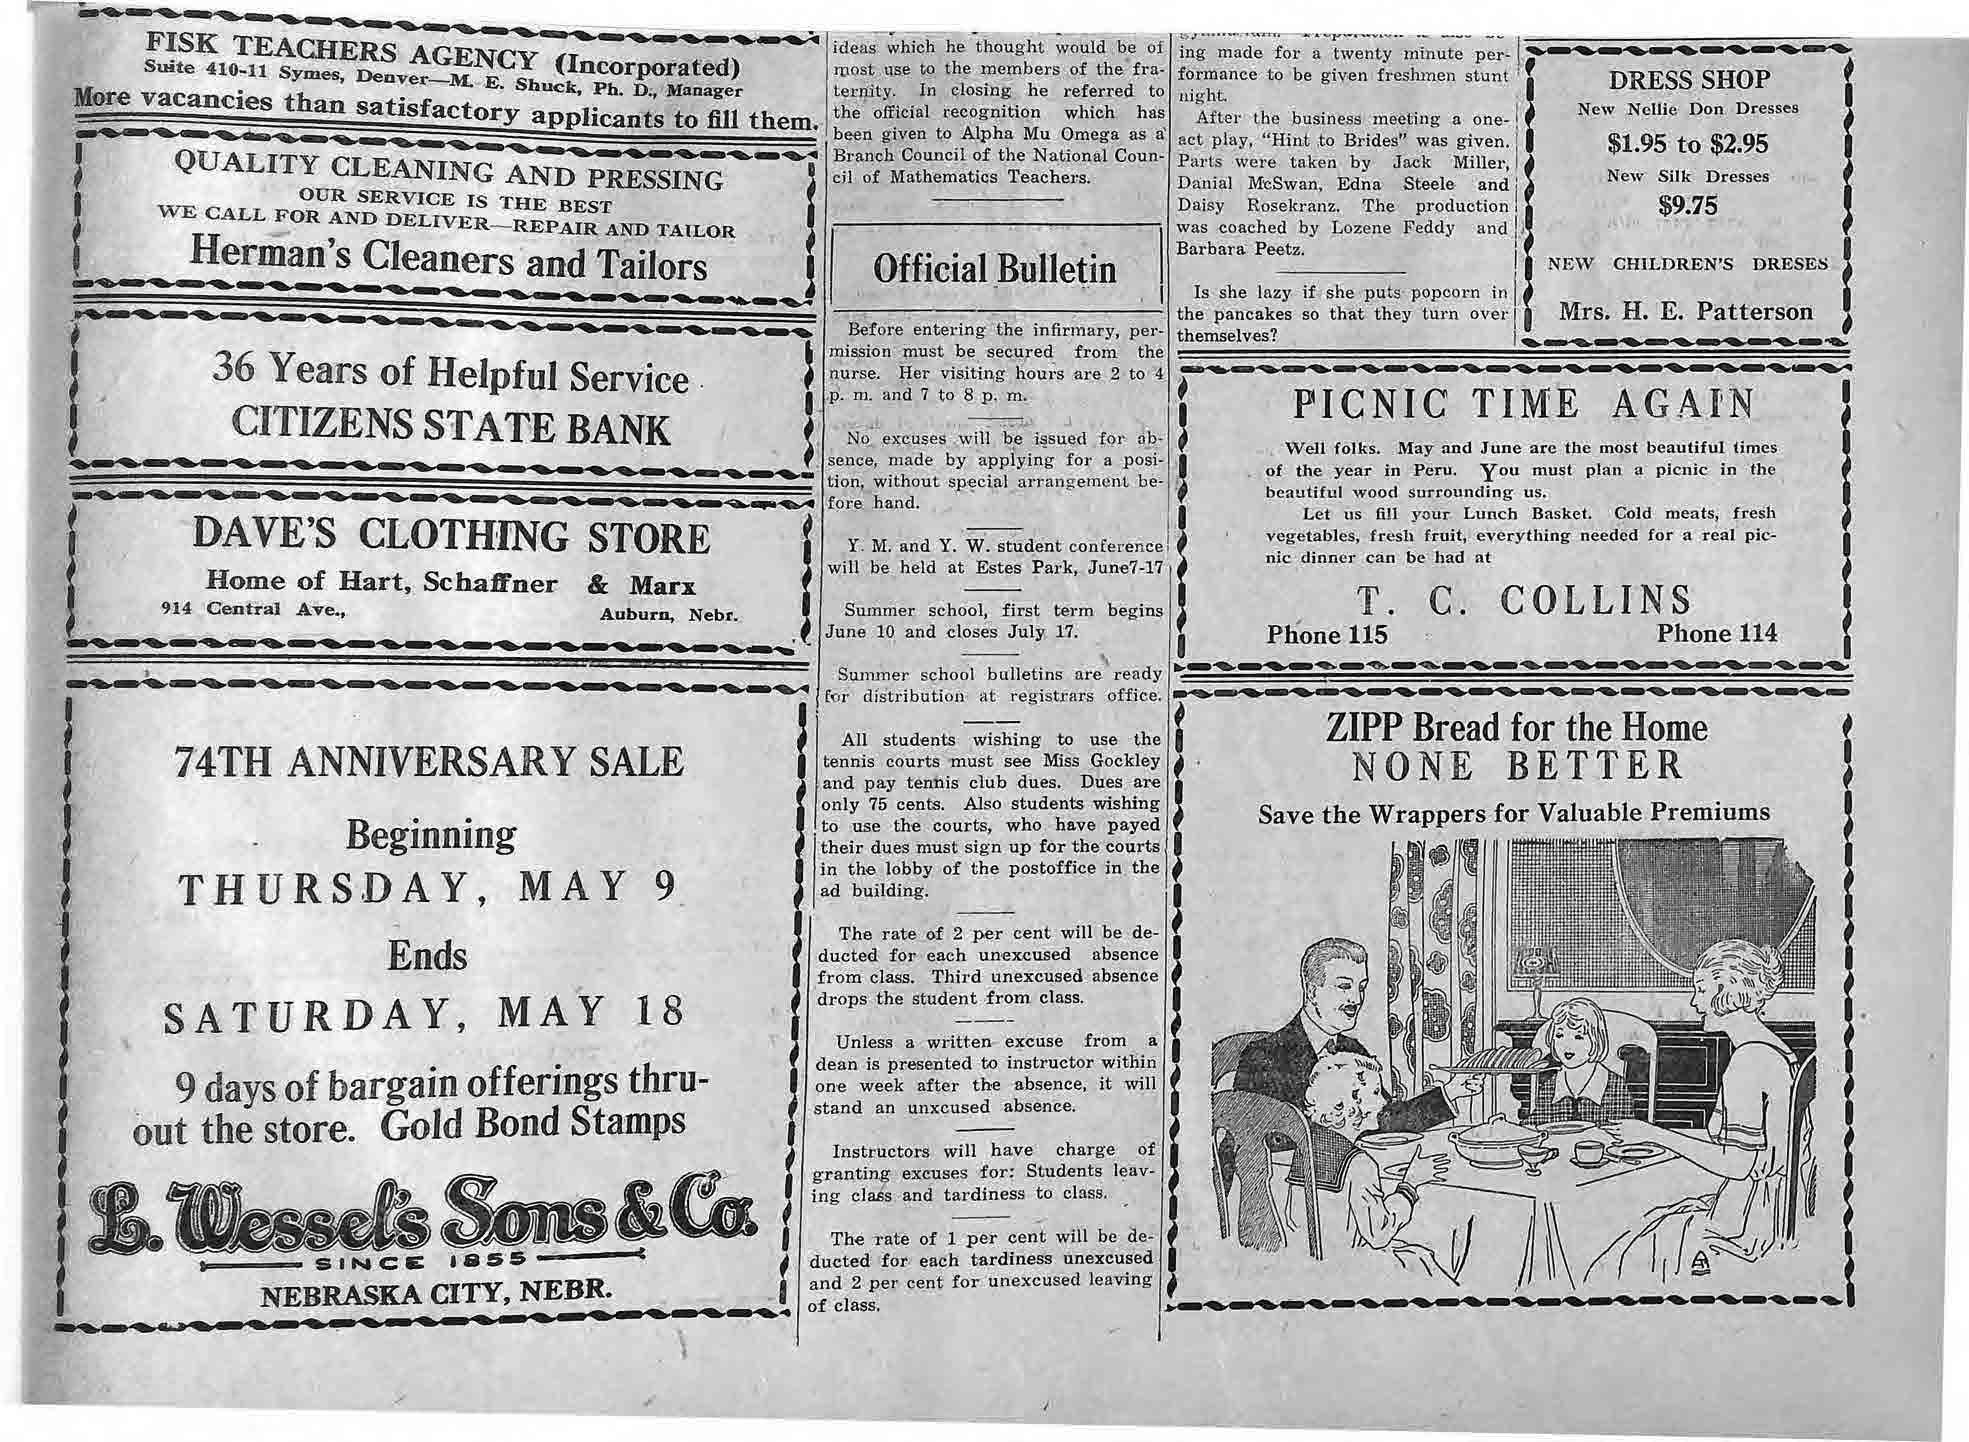 FISK TEACHERS AGENCY (Incorporated)
Suite 410-11 Symes, Denver—M. E. Shuck, Ph. D., Manager
More vacancies than satisfactory applicants to fill them.
QUALITY CLEANING AND PRESSING
OUR SERVICE IS THE BEST
WE CALL FOR AND DELIVER—REPAIR AND TAILOR
Herman's Cleaners and Tailors
36 Years of Helpful Service
CITIZENS STATE BANK
DAVE'S CLOTHING STORE
Home of Hart, Schaffner & Marx
914 Central Ave., Auburn, Nebr.
74TH ANNIVERSARY SALE
Beginning
THURSDAY, MAY 9
Ends
SATURDAY, MAY 18
9 days of bargain offerings thru-
out the store. Gold Bond Stamps
L. Wessel's Sons & Co.
SINCE 1855
NEBRASKA CITY, NEBR.
ideas which he thought would be of
most use to the members of the fra-
ternity. In closing he referred to
the official recognition which has
been given to Alpha Mu Omega as a
Branch Council of the National Coun-
cil of Mathematics Teachers.
Official Bulletin
Before entering the infirmary, per-
mission must be secured from the
nurse. Her visiting hours are 2 to 4
p. m. and 7 to 8 p. m.
No excuses will be issued for ab-
sence, made by applying for a posi-
tion, without special arrangement be-
fore hand.
Y. M. and Y. W. student conference
will be held at Estes Park, June7-17
Summer school, first term begins
June 10 and closes July 17.
Summer school bulletins are ready
for distribution at registrars office.
All students wishing to use the
tennis courts must see Miss Gockley
and pay tennis club dues. Dues are
only 75 cents. Also students wishing
to use the courts, who have payed
their dues must sign up for the courts
in the lobby of the postoffice in the
ad building.
The rate of 2 per cent will be de-
ducted for each unexcused absence
from class. Third unexcused absence
drops the student from class.
Unless a written excuse from a
dean is presented to instructor within
one week after the absence, it will
stand an unxcused absence.
Instructors will have charge of
granting excuses for: Students leav-
ing class and tardiness to class.
The rate of 1 per cent will be de-
ducted for each tardiness unexcused
and 2 per cent for unexcused leaving
of class.
ing made for a twenty minute per-
formance to be given freshmen stunt
night.
After the business meeting a one-
act play, "Hint to Brides" was given.
Parts were taken by Jack Miller,
Danial McSwan, Edna Steele and
Daisy Rosekranz. The production
was coached by Lozene Feddy and
Barbara Peetz.
Is she lazy if she puts popcorn in
the pancakes so that they turn over
themselves?
DRESS SHOP
New Nellie Don Dresses
$1.95 to $2.95
New Silk Dresses
$9.75
NEW CHILDREN'S DRESES
Mrs. H. E. Patterson
PICNIC TIME AGAIN
Well folks. May and June are the most beautiful times
of the year in Peru. You must plan a picnic in the
beautiful wood surrounding us.
Let us fill your Lunch Basket. Cold meats, fresh
vegetables, fresh fruit, everything needed for a real pic-
nic dinner can be had at
T. C. COLLINS
Phone 115 Phone 114
ZIPP Bread for the Home
NONE BETTER
Save the Wrappers for Valuable Premiums